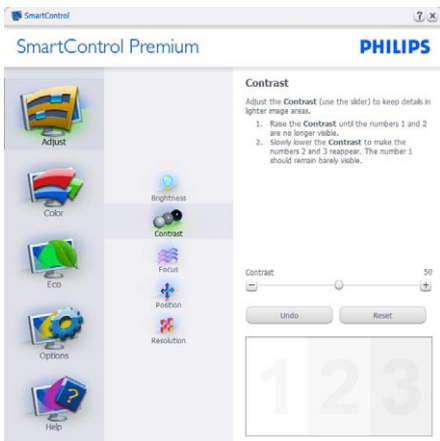 SmartControl
SmartControl Premium
PHILIPS
Adjust
Color
Eco
Options
Help
Brightness
Contrast
Focus
Position
Resolution
Contrast
Adjust the Contrast (use the slider) to keep details in
lighter image areas.
1. Raise the Contrast until the numbers 1 and 2
are no longer visible.
2. Slowly lower the Contrast to make the
numbers 2 and 3 reappear. The number 1
should remain barely visible.
Contrast 50
Undo Reset
1 2 3